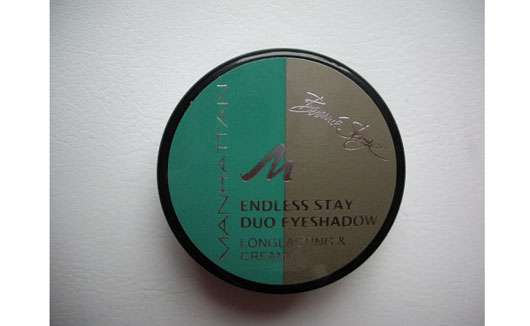 MANHATTAN
M
ENDLESS STAY
DUO EYESHADOW
LONGLASTING &
CREAMY